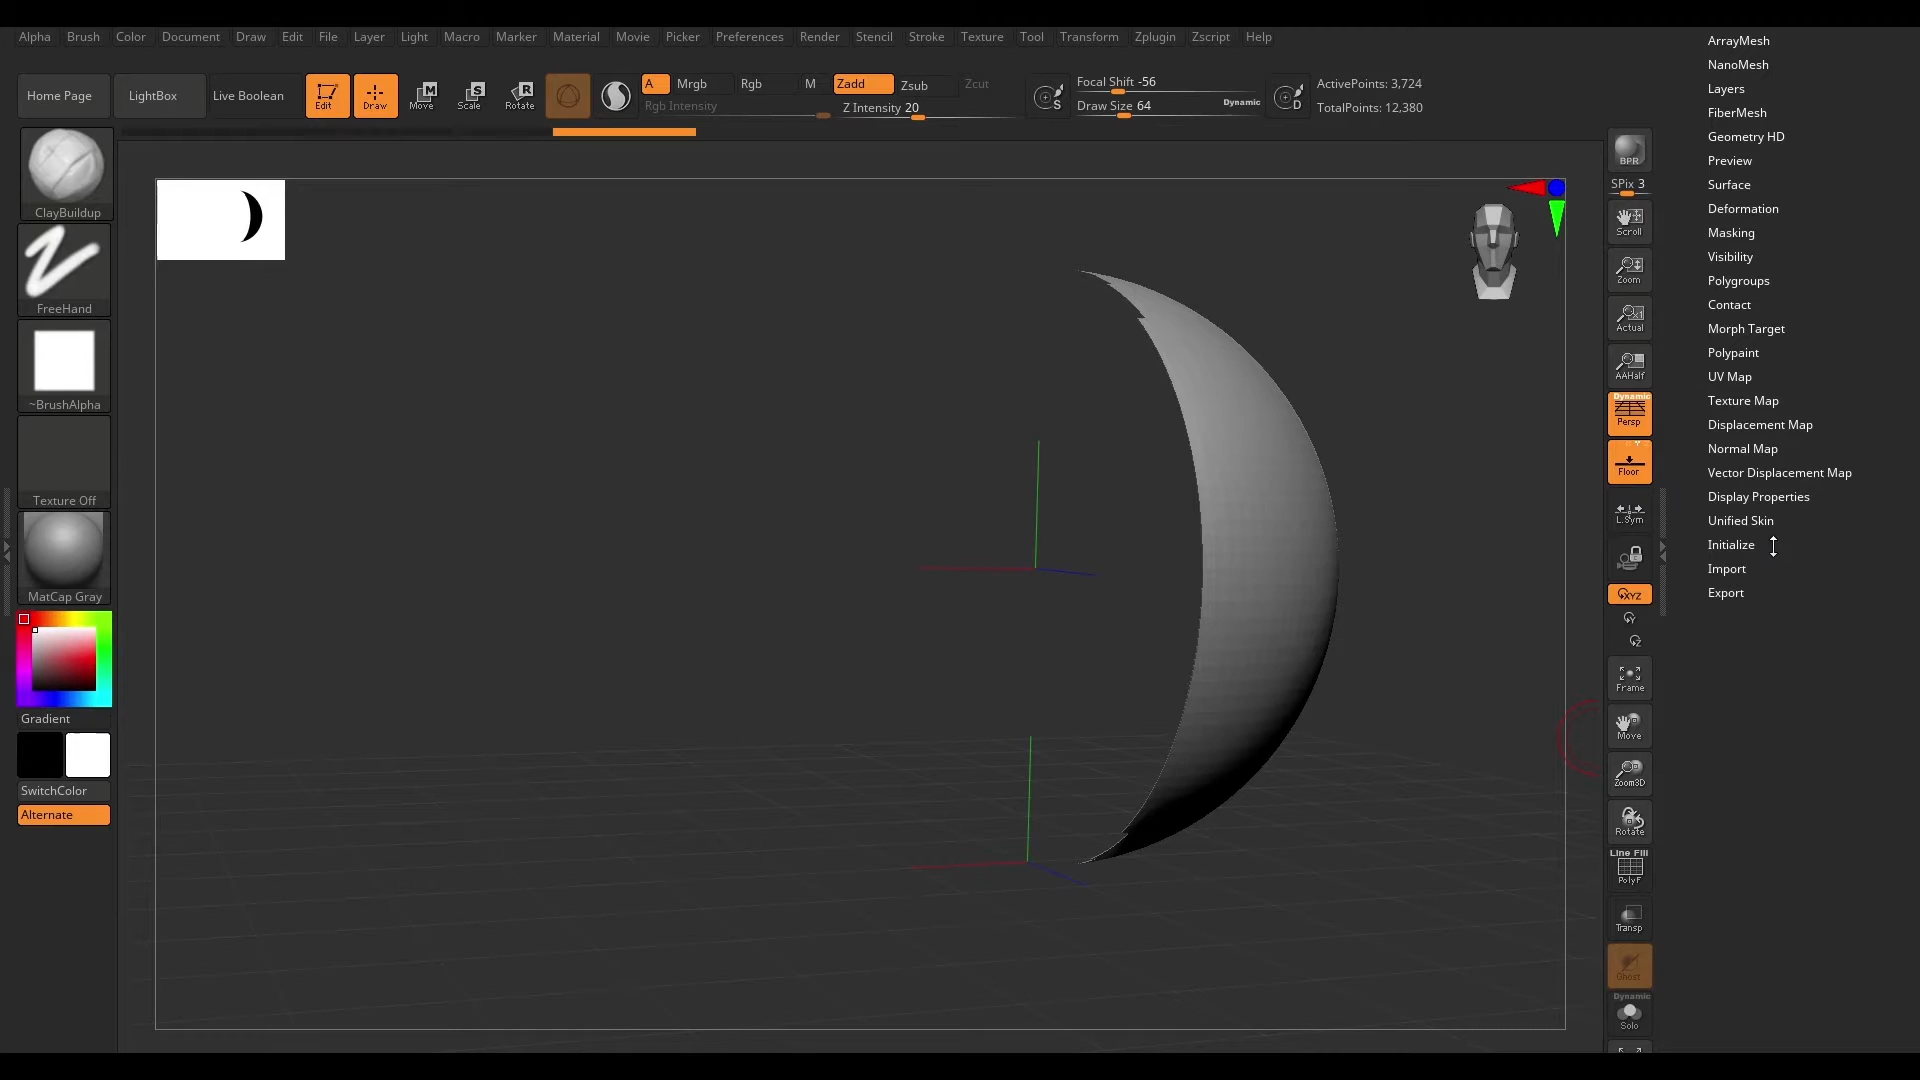 Alpha Brush Color Document Draw Edit File Layer Light Macro Marker Material Movie Picker Preferences Render Stencil Stroke Texture Tool Transform Zplugin Zscript Help
Home Page
LightBox
Live Boolean
Edit
Draw
M
Move
S
Scale
R
Rotate
A
Mrgb
Rgb
M
Zadd
Zsub
Zcut
Rgb Intensity
Z Intensity 20
S
Focal Shift -56
Draw Size 64
Dynamic
D
ActivePoints: 3,724
TotalPoints: 12,380
ClayBuildup
FreeHand
~BrushAlpha
Texture Off
MatCap Gray
Gradient
SwitchColor
Alternate
BPR
SPix 3
Scroll
Zoom
Actual
AAHalf
Dynamic
Persp
Floor
L.Sym
XYZ
Y
Z
Frame
Move
Zoom3D
Rotate
Line Fill
PolyF
Transp
Ghost
Dynamic
Solo
ArrayMesh
NanoMesh
Layers
FiberMesh
Geometry HD
Preview
Surface
Deformation
Masking
Visibility
Polygroups
Contact
Morph Target
Polypaint
UV Map
Texture Map
Displacement Map
Normal Map
Vector Displacement Map
Display Properties
Unified Skin
Initialize
Import
Export